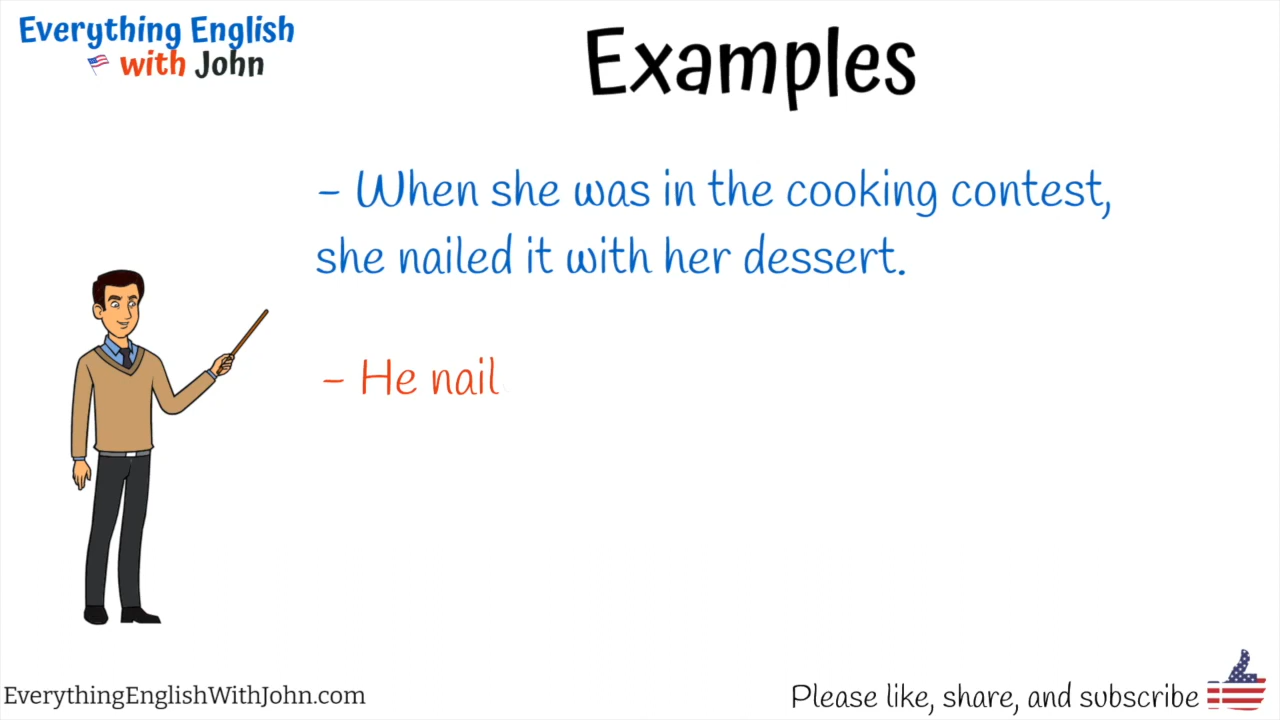 Everything English
with John
Examples
- When she was in the cooking contest,
she nailed it with her dessert.
- He nail
EverythingEnglishWithJohn.com
Please like, share, and subscribe